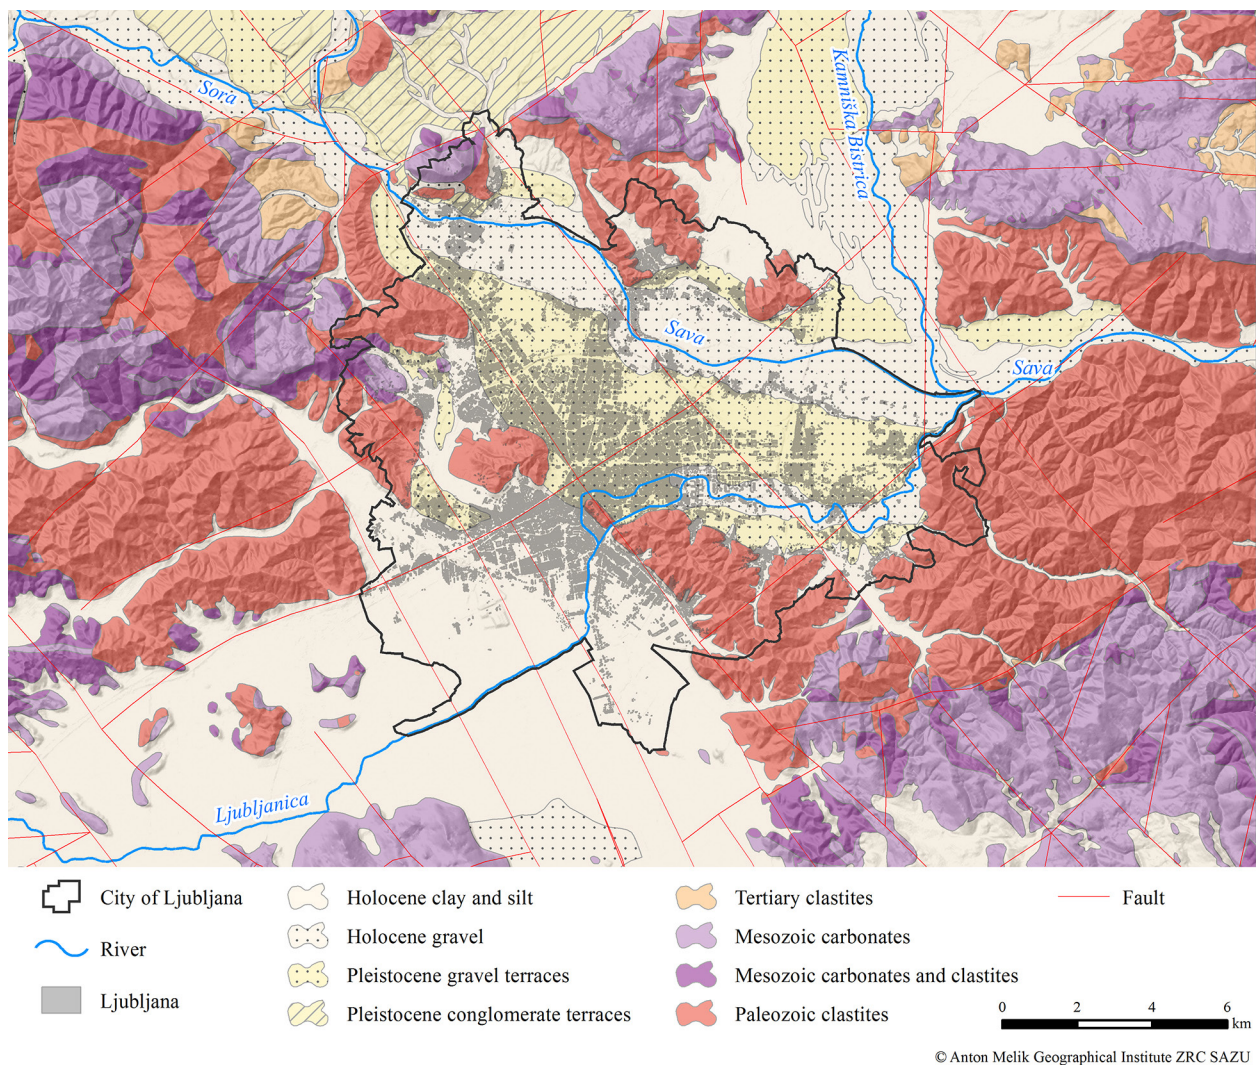 Sora
Kamniška Bistrica
Sava
Sava
Ljubljanica
City of Ljubljana
River
Ljubljana
Holocene clay and silt
Holocene gravel
Pleistocene gravel terraces
Pleistocene conglomerate terraces
Tertiary clastites
Mesozoic carbonates
Mesozoic carbonates and clastites
Paleozoic clastites
Fault
0 2 4 6
km
© Anton Melik Geographical Institute ZRC SAZU